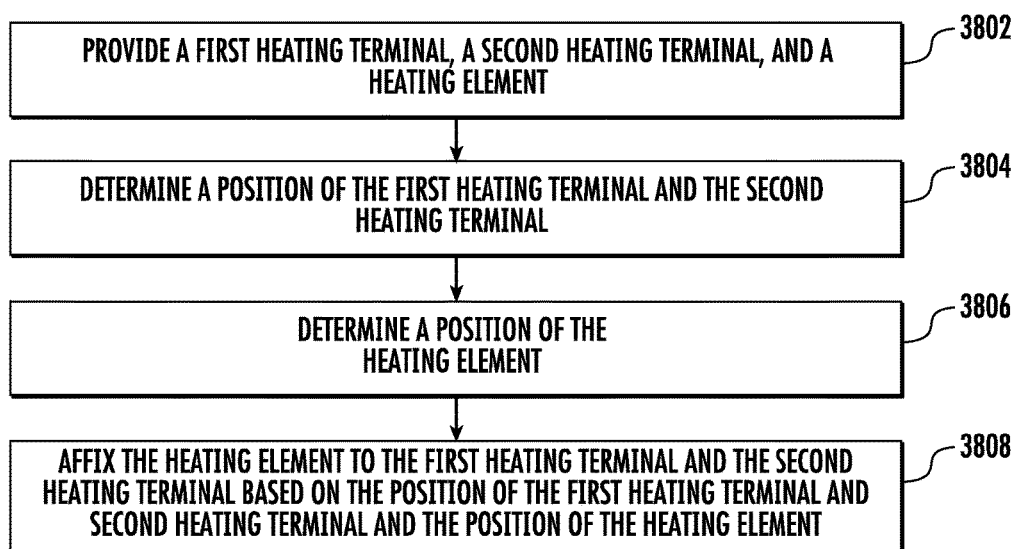 PROVIDE A FIRST HEATING TERMINAL, A SECOND HEATING TERMINAL, AND A
HEATING ELEMENT
3802
DETERMINE A POSITION OF THE FIRST HEATING TERMINAL AND THE SECOND
HEATING TERMINAL
3804
DETERMINE A POSITION OF THE
HEATING ELEMENT
3806
AFFIX THE HEATING ELEMENT TO THE FIRST HEATING TERMINAL AND THE SECOND
HEATING TERMINAL BASED ON THE POSITION OF THE FIRST HEATING TERMINAL AND
SECOND HEATING TERMINAL AND THE POSITION OF THE HEATING ELEMENT
3808